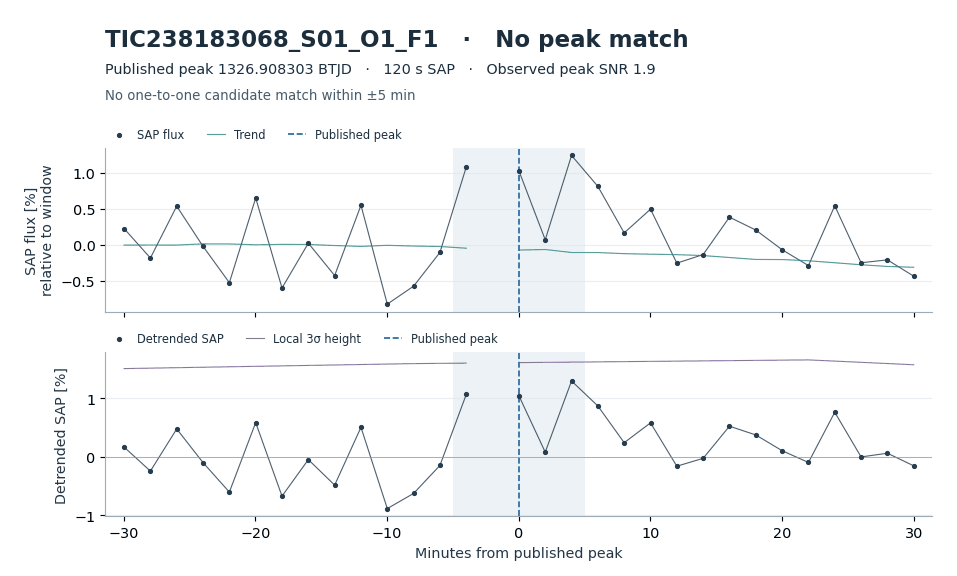 TIC238183068_S01_O1_F1 · No peak match
Published peak 1326.908303 BTJD · 120 s SAP · Observed peak SNR 1.9
No one-to-one candidate match within ±5 min
SAP flux Trend Published peak
SAP flux [%]
relative to window
1.0
0.5
0.0
−0.5
Detrended SAP Local 3σ height Published peak
Detrended SAP [%]
1
0
−1
−30 −20 −10 0 10 20 30
Minutes from published peak